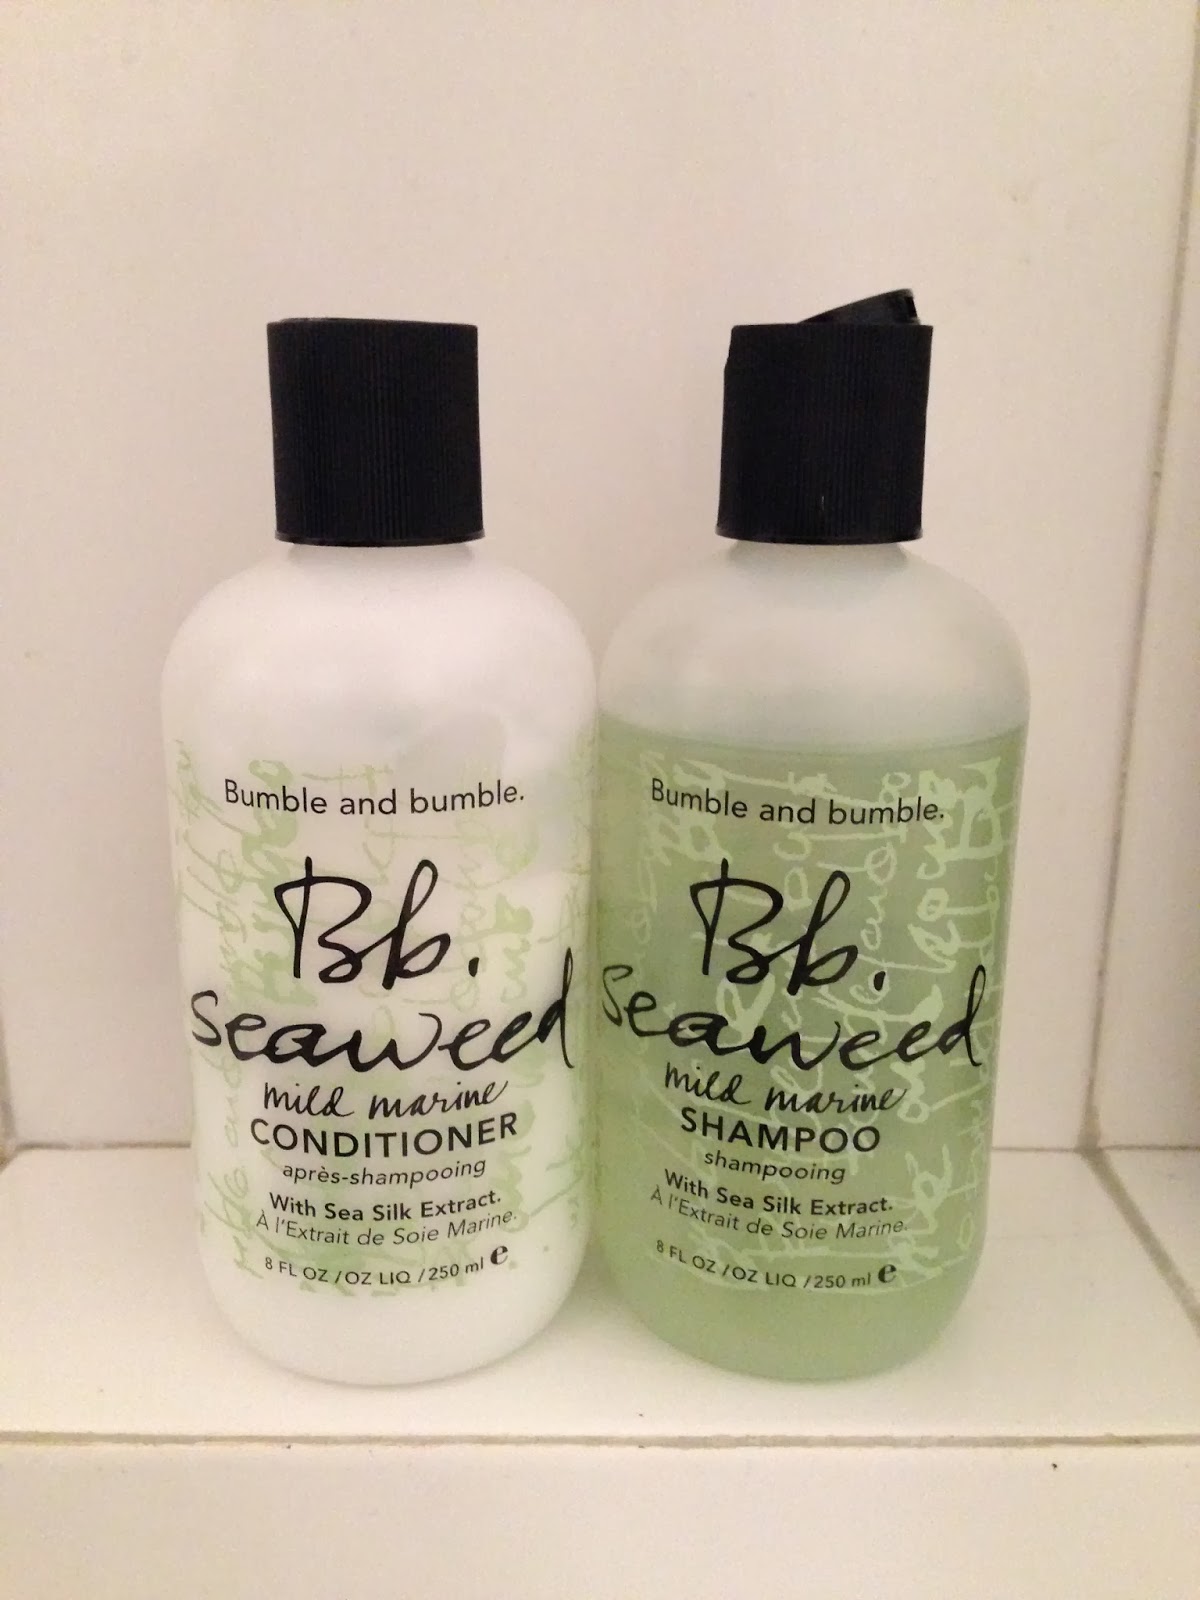 Bumble and bumble.
Bb.
seaweed
mild marine
CONDITIONER
après-shampooing
With Sea Silk Extract.
À l'Extrait de Soie Marine.
8 FL OZ /OZ LIQ /250 ml e
Bumble and bumble.
Bb.
seaweed
mild marine
SHAMPOO
shampooing
With Sea Silk Extract.
À l'Extrait de Soie Marine.
8 FL OZ /OZ LIQ /250 ml e